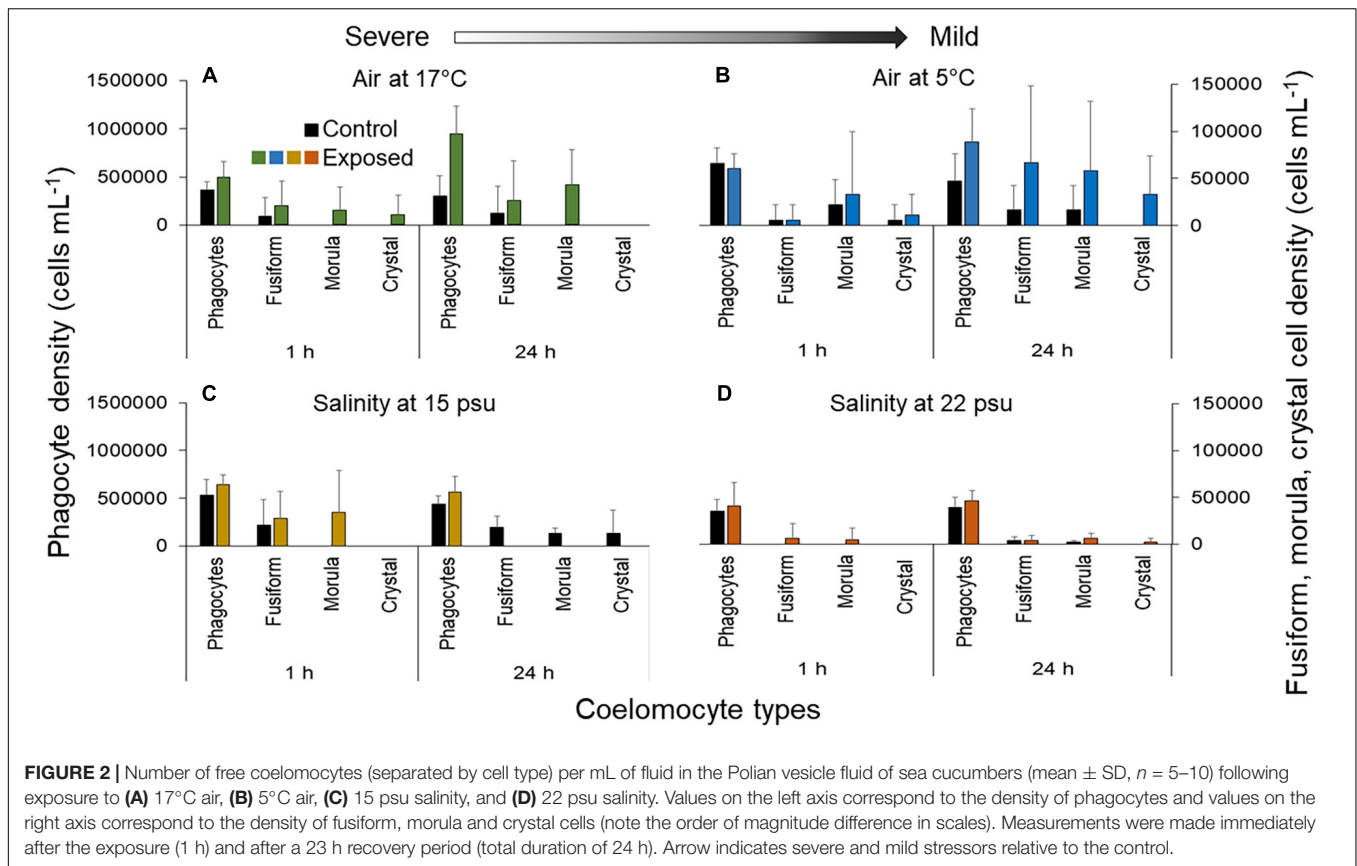 Severe Mild
A Air at 17°C
B Air at 5°C
1500000
1000000
500000
0
150000
100000
50000
0
Control
Exposed
Phagocytes Fusiform Morula Crystal Phagocytes Fusiform Morula Crystal
1 h 24 h
Phagocytes Fusiform Morula Crystal Phagocytes Fusiform Morula Crystal
1 h 24 h
C Salinity at 15 psu
D Salinity at 22 psu
1500000
1000000
500000
0
150000
100000
50000
0
Phagocytes Fusiform Morula Crystal Phagocytes Fusiform Morula Crystal
1 h 24 h
Phagocytes Fusiform Morula Crystal Phagocytes Fusiform Morula Crystal
1 h 24 h
Phagocyte density (cells mL-1)
Fusiform, morula, crystal cell density (cells mL-1)
Coelomocyte types
FIGURE 2 | Number of free coelomocytes (separated by cell type) per mL of fluid in the Polian vesicle fluid of sea cucumbers (mean ± SD, n = 5–10) following
exposure to (A) 17°C air, (B) 5°C air, (C) 15 psu salinity, and (D) 22 psu salinity. Values on the left axis correspond to the density of phagocytes and values on the
right axis correspond to the density of fusiform, morula and crystal cells (note the order of magnitude difference in scales). Measurements were made immediately
after the exposure (1 h) and after a 23 h recovery period (total duration of 24 h). Arrow indicates severe and mild stressors relative to the control.